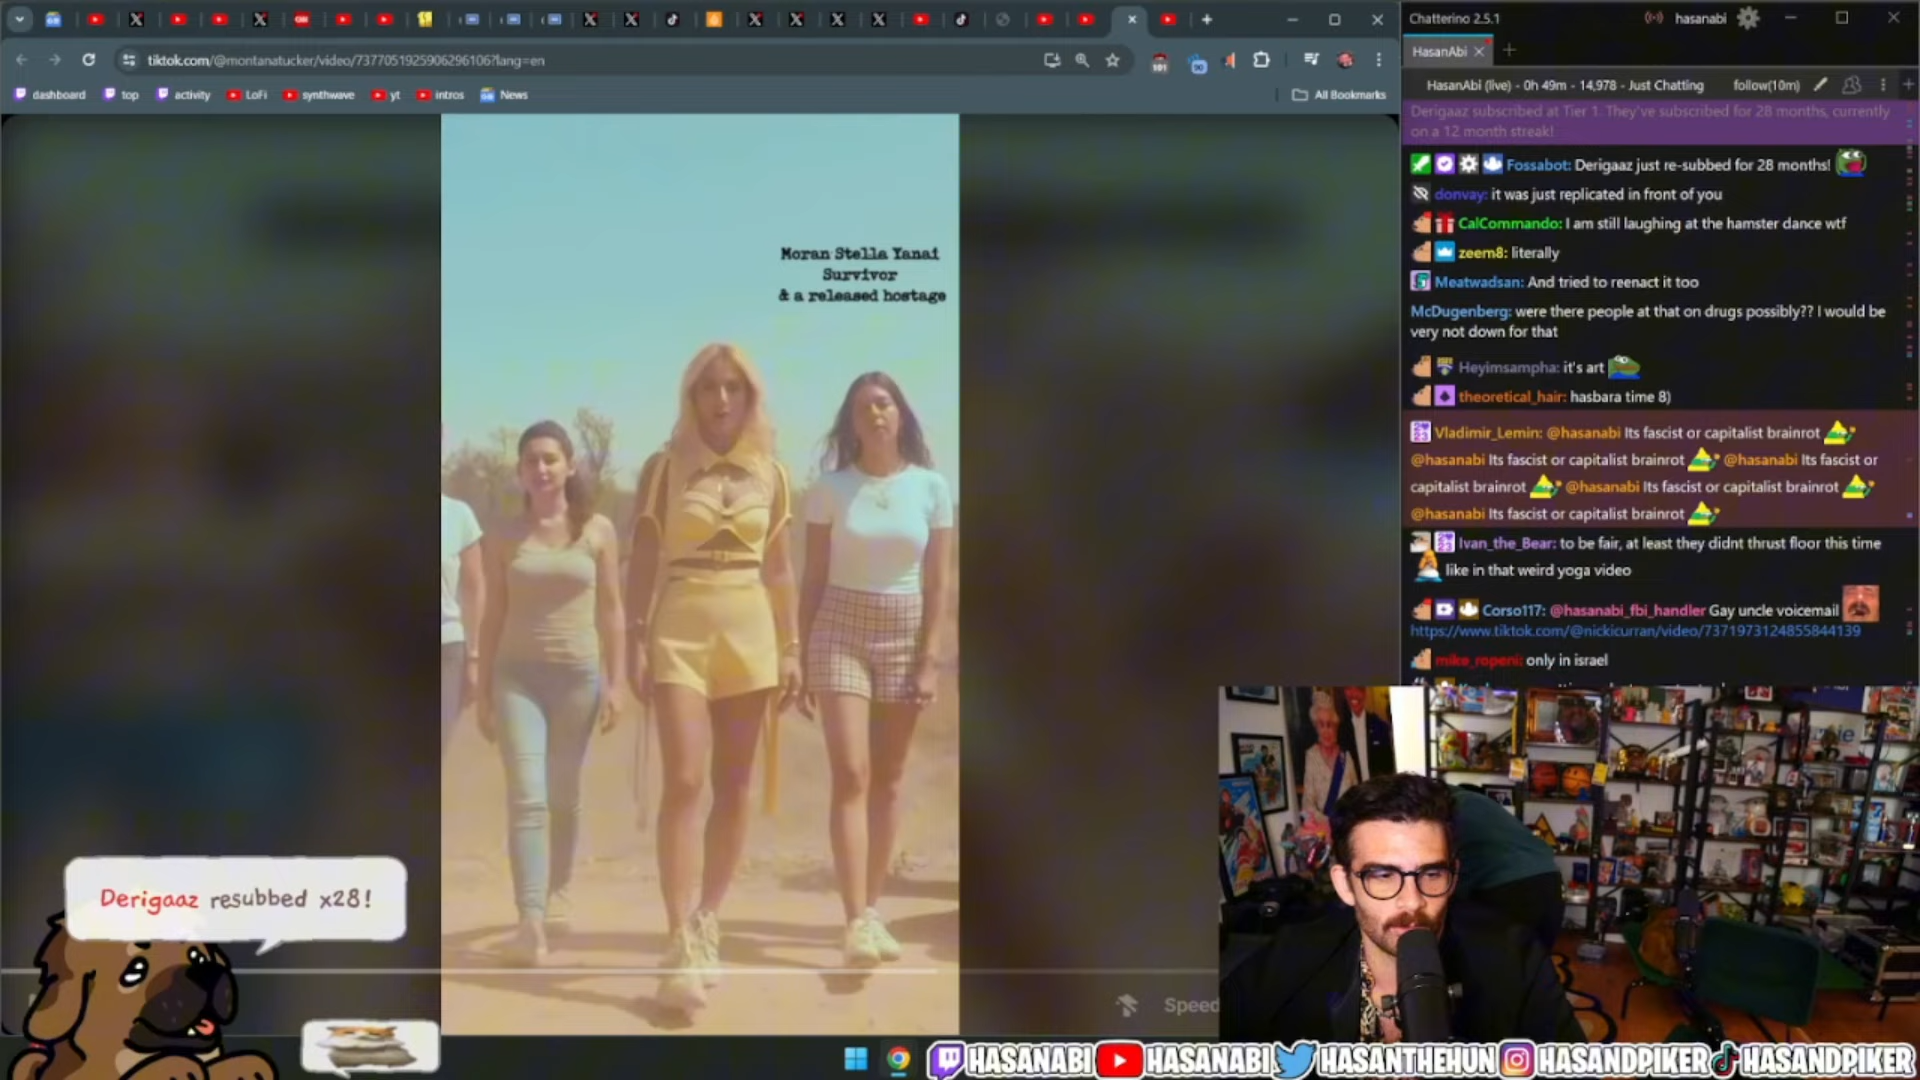 tiktok.com/@montanatucker/video/7377051925906296106?lang=en
dashboard
top
activity
LoFi
synthwave
yt
intros
News
All Bookmarks
Moran Stella Yanai
Survivor
& a released hostage
Derigaaz resubbed x28!
Speed
Chatterino 2.5.1
hasanabi
HasanAbi
HasanAbi (live) - 0h 49m - 14,978 - Just Chatting
follow(10m)
Derigaaz subscribed at Tier 1. They've subscribed for 28 months, currently
on a 12 month streak!
Fossabot: Derigaaz just re-subbed for 28 months!
donvay: it was just replicated in front of you
CalCommando: I am still laughing at the hamster dance wtf
zeem8: literally
Meatwadsan: And tried to reenact it too
McDugenberg: were there people at that on drugs possibly?? I would be
very not down for that
Heyimsampha: it's art
theoretical_hair: hasbara time 8)
Vladimir_Lemin: @hasanabi Its fascist or capitalist brainrot
@hasanabi Its fascist or capitalist brainrot @hasanabi Its fascist or
capitalist brainrot @hasanabi Its fascist or capitalist brainrot
@hasanabi Its fascist or capitalist brainrot
Ivan_the_Bear: to be fair, at least they didnt thrust floor this time
like in that weird yoga video
Corso117: @hasanabi_fbi_handler Gay uncle voicemail
https://www.tiktok.com/@nickicurran/video/7371973124855844139
mike_ropeni: only in israel
HASANABI HASANABI HASANTHEHUN HASANDPIKER HASANDPIKER